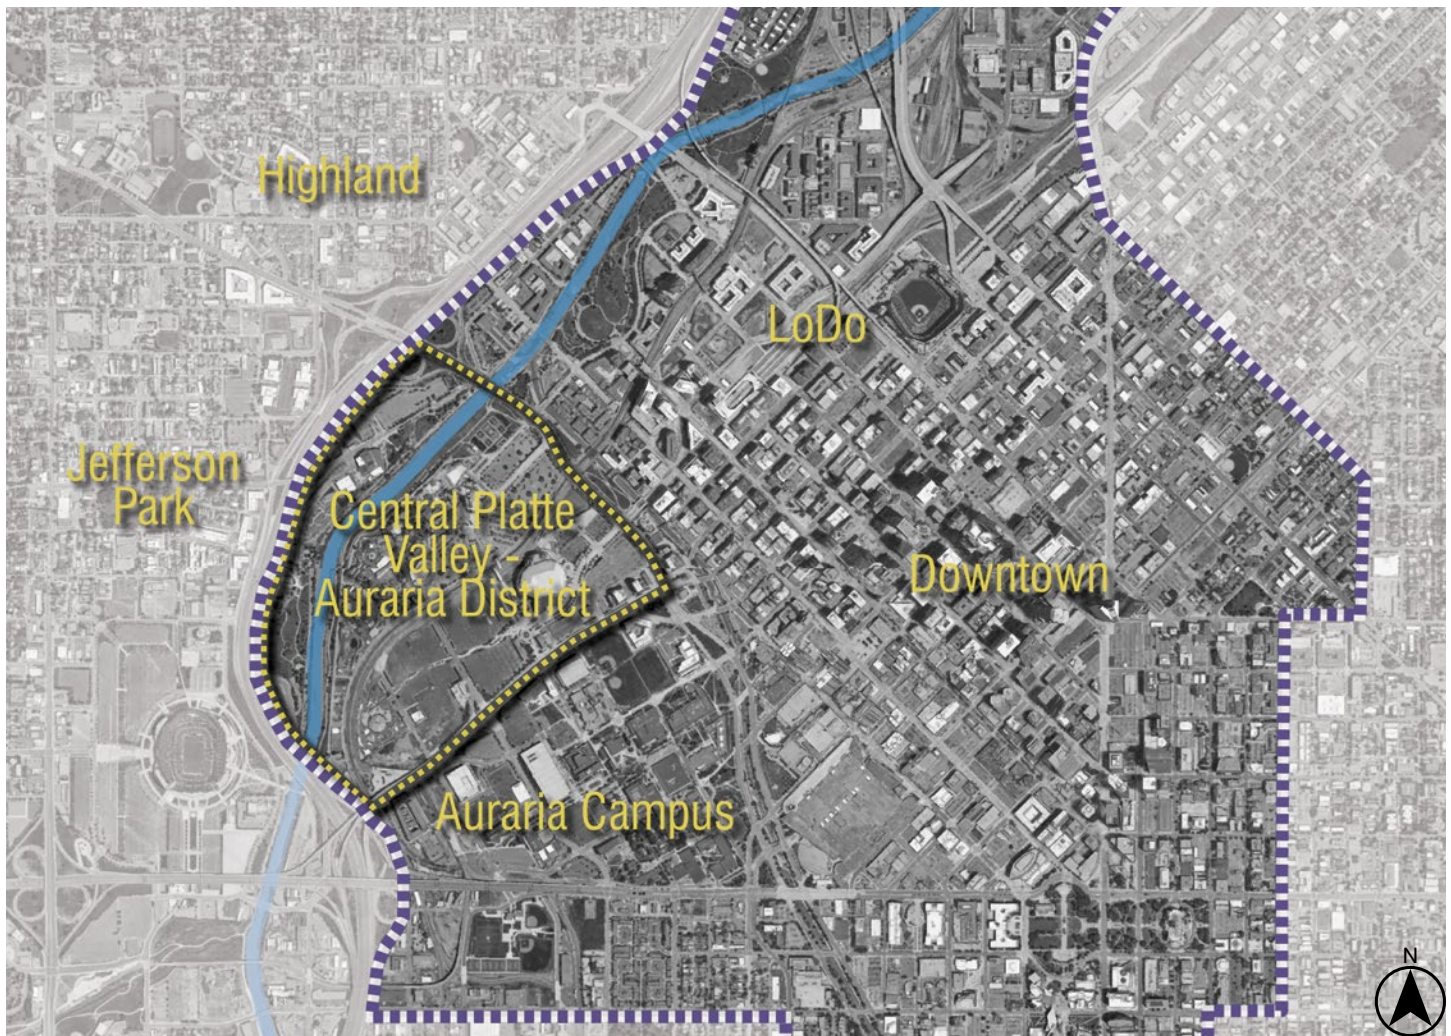 Highland
LoDo
Jefferson
Park
Central Platte
Valley -
Auraria District
Downtown
Auraria Campus
N